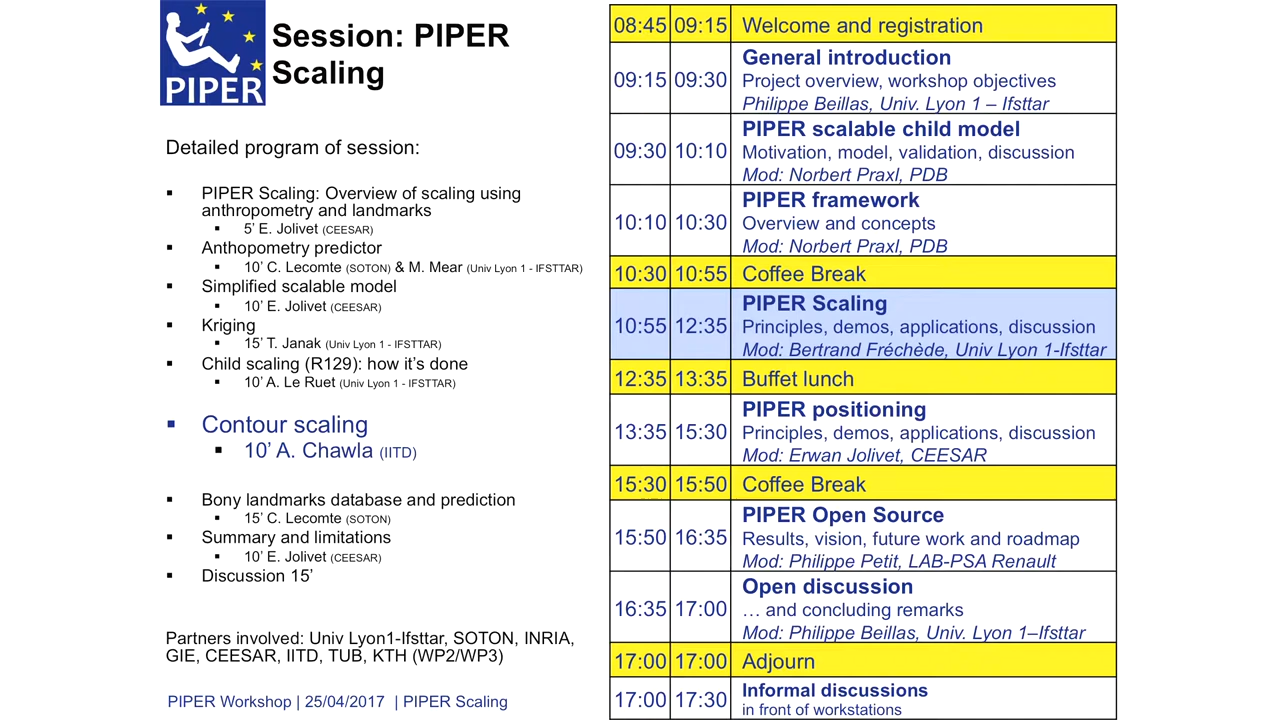 PIPER
Session: PIPER
Scaling
Detailed program of session:
▪ PIPER Scaling: Overview of scaling using
anthropometry and landmarks
▪ 5’ E. Jolivet (CEESAR)
▪ Anthopometry predictor
▪ 10’ C. Lecomte (SOTON) & M. Mear (Univ Lyon 1 - IFSTTAR)
▪ Simplified scalable model
▪ 10’ E. Jolivet (CEESAR)
▪ Kriging
▪ 15’ T. Janak (Univ Lyon 1 - IFSTTAR)
▪ Child scaling (R129): how it’s done
▪ 10’ A. Le Ruet (Univ Lyon 1 - IFSTTAR)
▪ Contour scaling
▪ 10’ A. Chawla (IITD)
▪ Bony landmarks database and prediction
▪ 15’ C. Lecomte (SOTON)
▪ Summary and limitations
▪ 10’ E. Jolivet (CEESAR)
▪ Discussion 15’
Partners involved: Univ Lyon1-Ifsttar, SOTON, INRIA,
GIE, CEESAR, IITD, TUB, KTH (WP2/WP3)
PIPER Workshop | 25/04/2017 | PIPER Scaling
08:45 09:15 Welcome and registration
General introduction
09:15 09:30 Project overview, workshop objectives
Philippe Beillas, Univ. Lyon 1 – Ifsttar
PIPER scalable child model
09:30 10:10 Motivation, model, validation, discussion
Mod: Norbert Praxl, PDB
PIPER framework
10:10 10:30 Overview and concepts
Mod: Norbert Praxl, PDB
10:30 10:55 Coffee Break
PIPER Scaling
10:55 12:35 Principles, demos, applications, discussion
Mod: Bertrand Fréchède, Univ Lyon 1-Ifsttar
12:35 13:35 Buffet lunch
PIPER positioning
13:35 15:30 Principles, demos, applications, discussion
Mod: Erwan Jolivet, CEESAR
15:30 15:50 Coffee Break
PIPER Open Source
15:50 16:35 Results, vision, future work and roadmap
Mod: Philippe Petit, LAB-PSA Renault
Open discussion
16:35 17:00 … and concluding remarks
Mod: Philippe Beillas, Univ. Lyon 1–Ifsttar
17:00 17:00 Adjourn
17:00 17:30 Informal discussions
in front of workstations